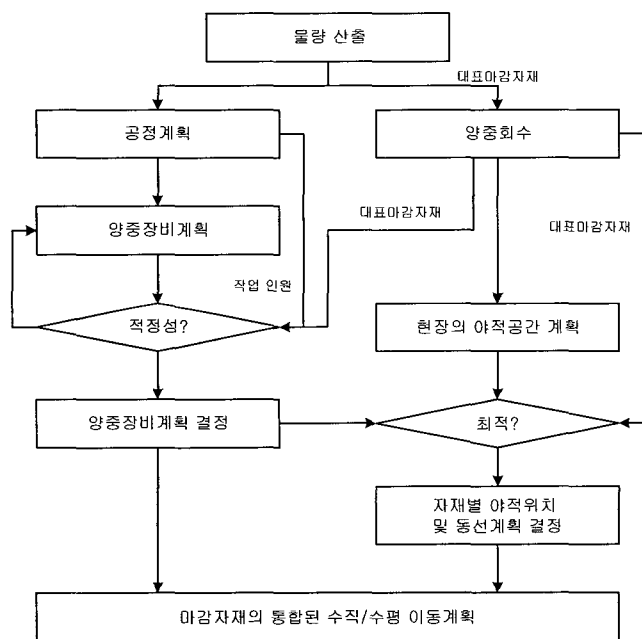 물량 산출
대표마감자재
공정계획
양중회수
양중장비계획
대표마감자재
대표마감자재
작업 인원
적정성?
현장의 야적공간 계획
양중장비계획 결정
최적?
자재별 야적위치
및 동선계획 결정
마감자재의 통합된 수직/수평 이동계획